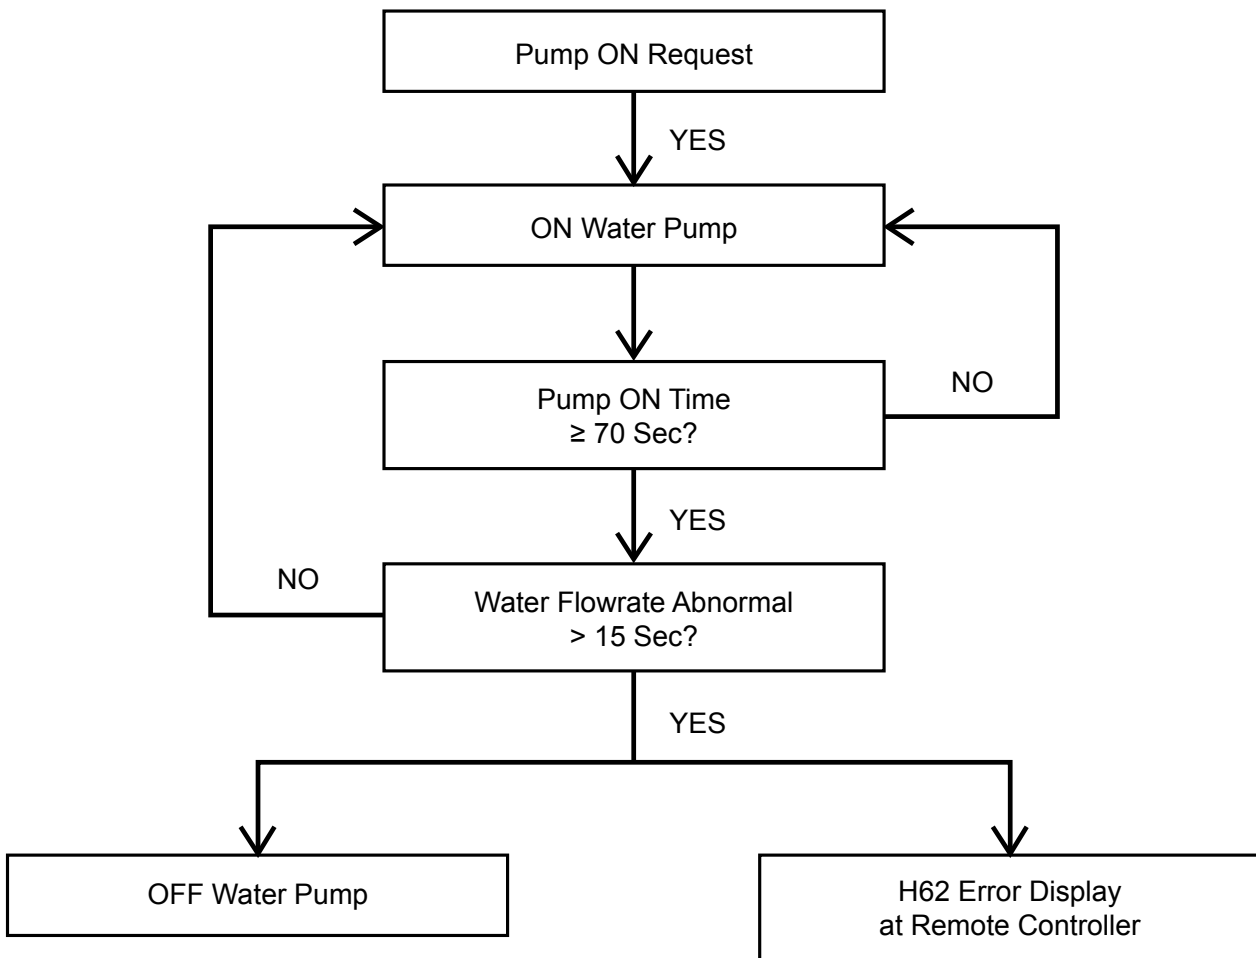 Pump ON Request
YES
ON Water Pump
Pump ON Time
≥ 70 Sec?
NO
YES
NO
Water Flowrate Abnormal
> 15 Sec?
YES
OFF Water Pump
H62 Error Display
at Remote Controller